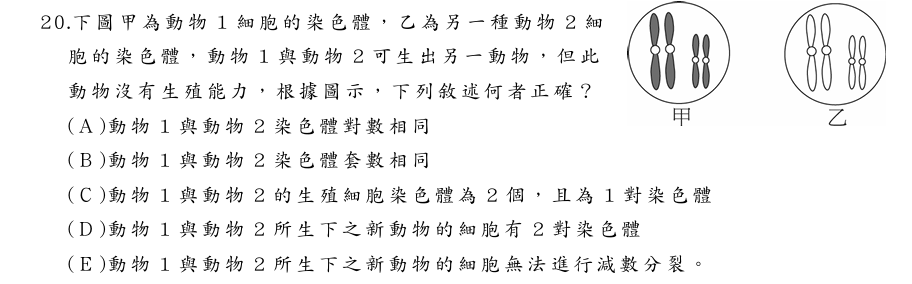 20.下圖甲為動物1細胞的染色體，乙為另一種動物2細
胞的染色體，動物1與動物2可生出另一動物，但此
動物沒有生殖能力，根據圖示，下列敘述何者正確？
(A)動物1與動物2染色體對數相同
(B)動物1與動物2染色體套數相同
(C)動物1與動物2的生殖細胞染色體為2個，且為1對染色體
(D)動物1與動物2所生下之新動物的細胞有2對染色體
(E)動物1與動物2所生下之新動物的細胞無法進行減數分裂。
甲
乙